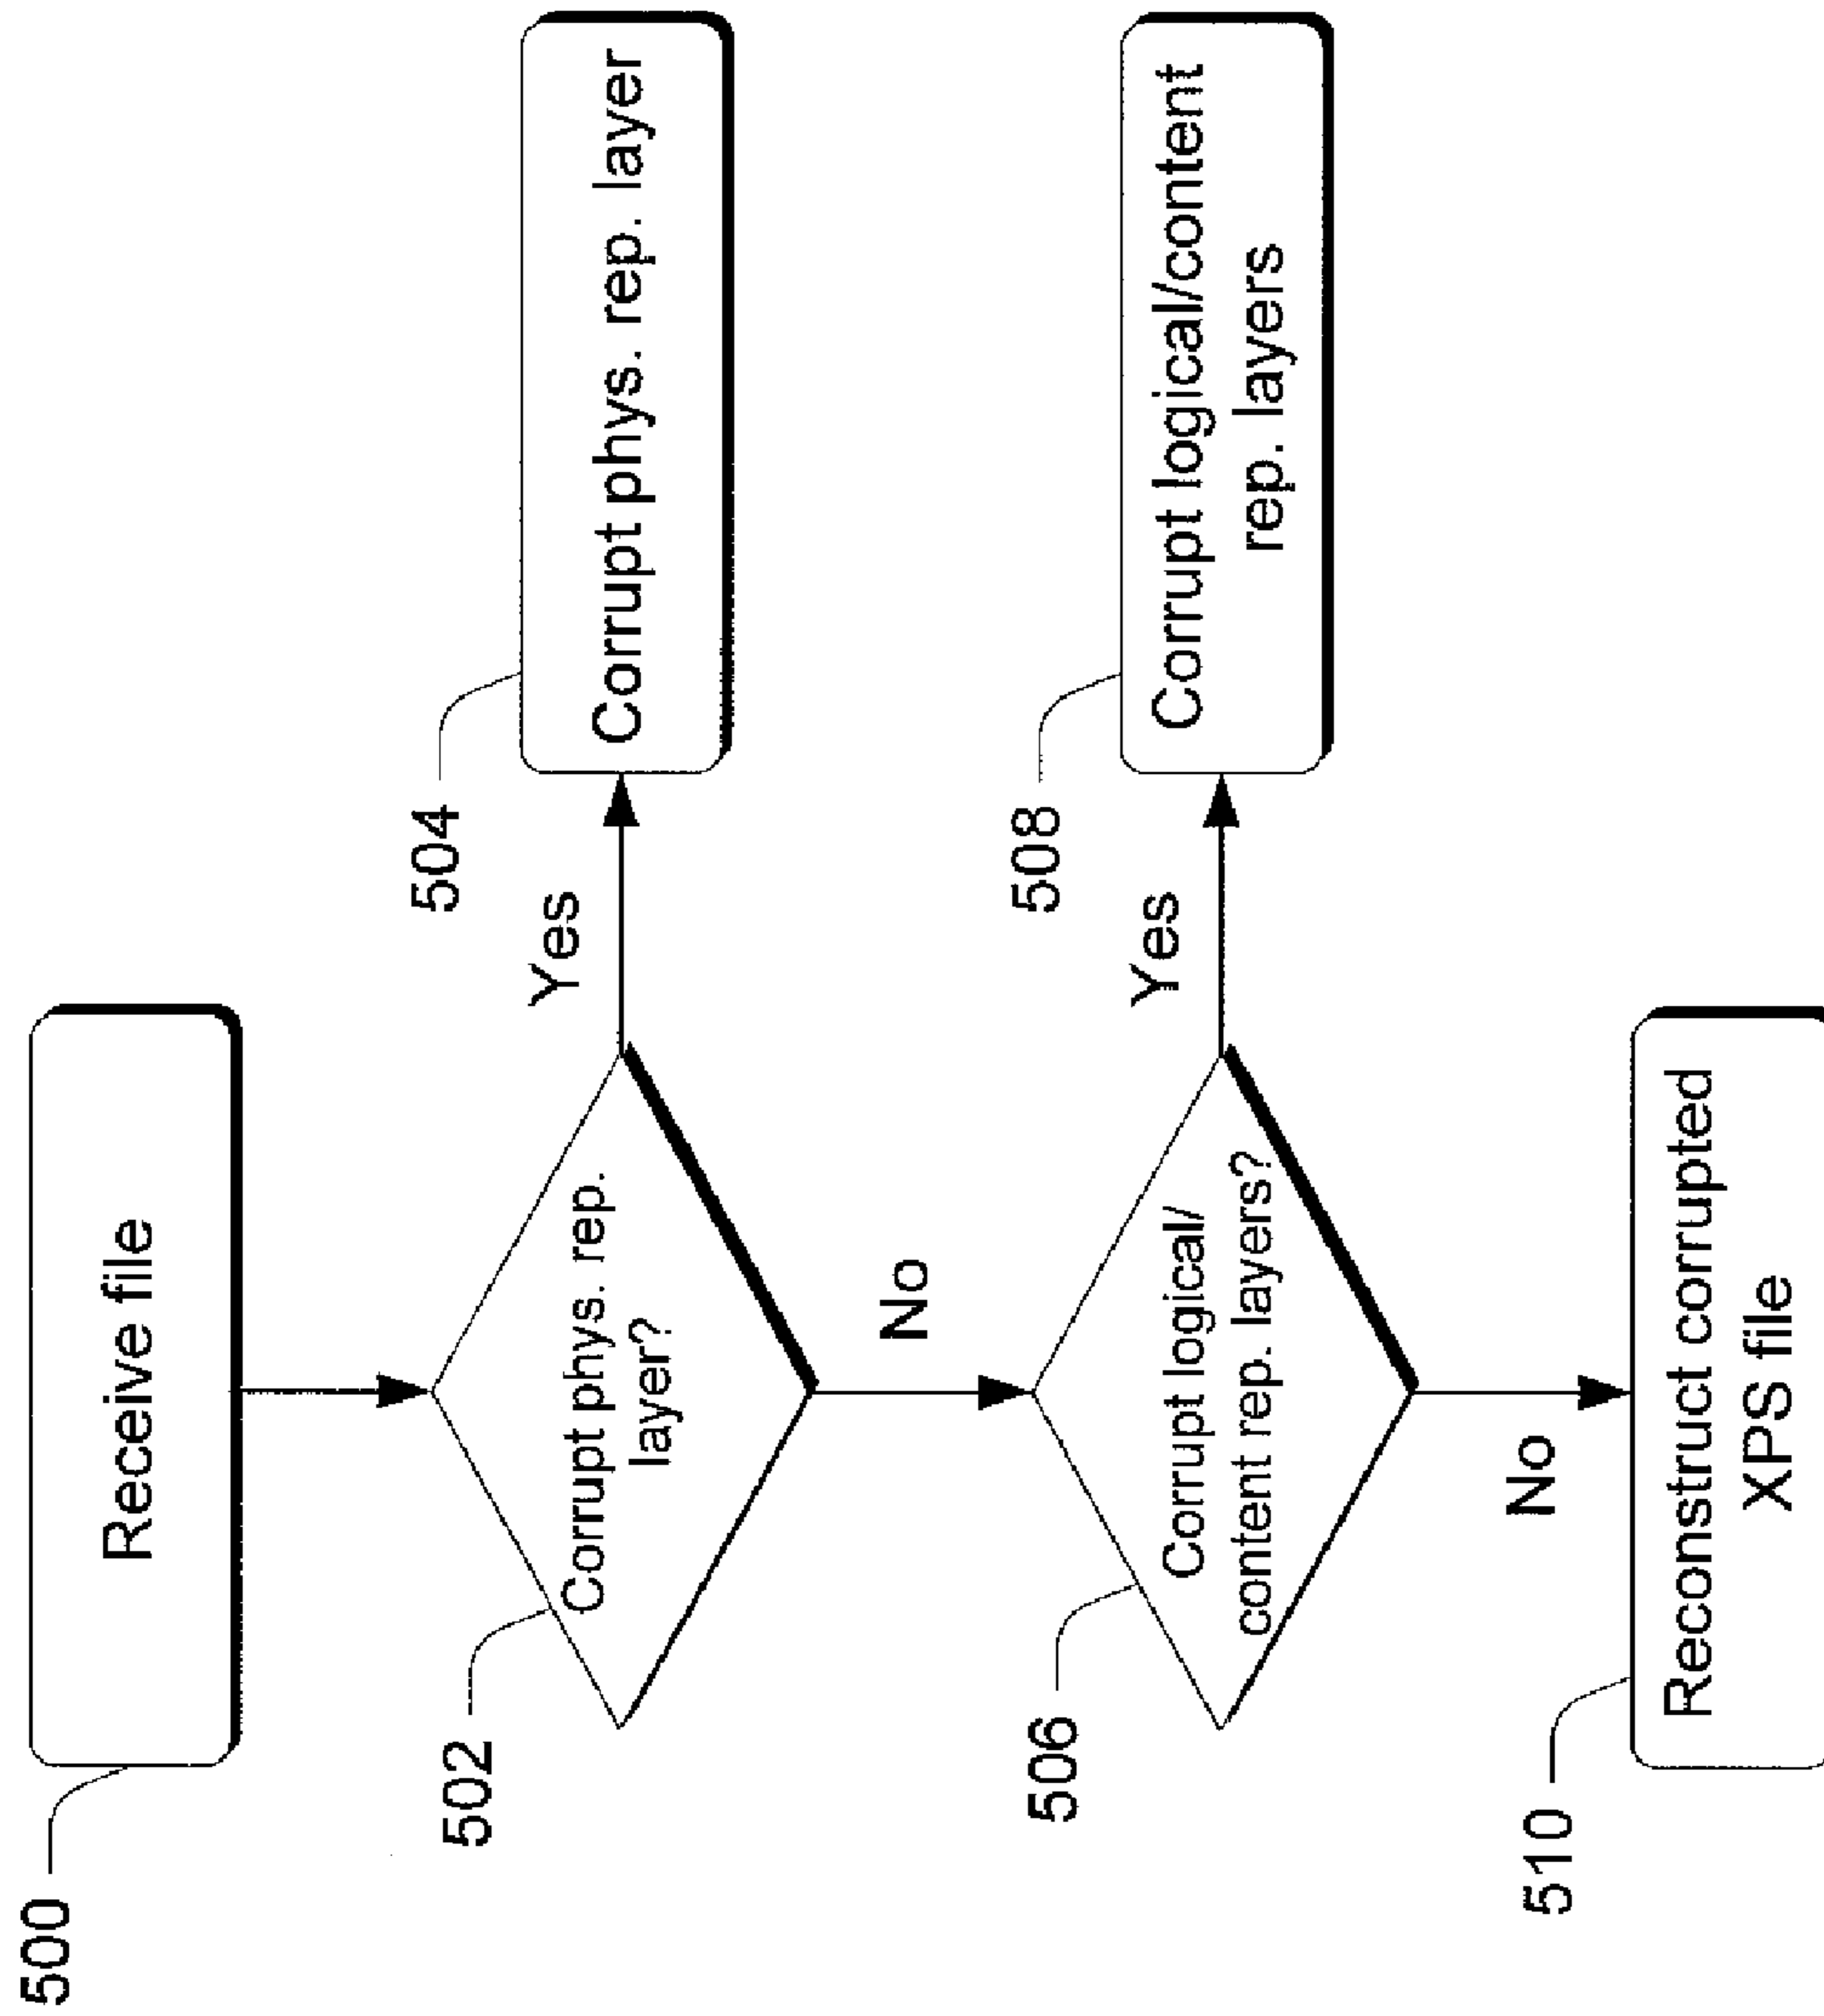 500
Receive file
502
Corrupt phys. rep.
layer?
Yes
504
Corrupt phys. rep. layer
No
506
Corrupt logical/
content rep. layers?
Yes
508
Corrupt logical/content
rep. layers
No
510
Reconstruct corrupted
XPS file